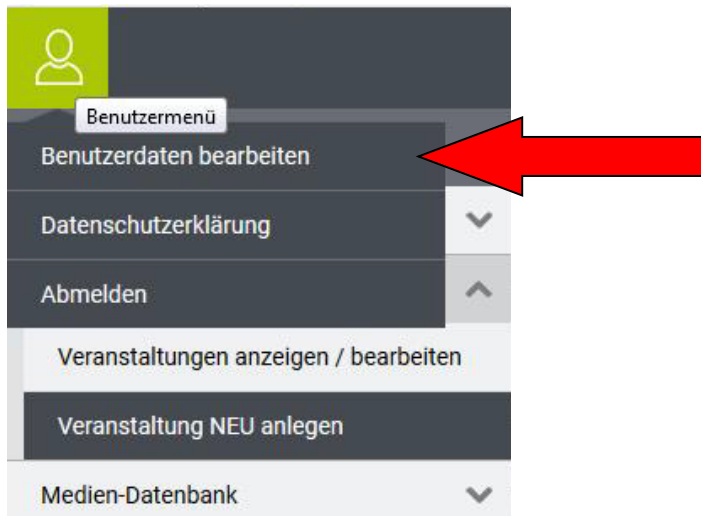 Benutzermenü
Benutzerdaten bearbeiten
Datenschutzerklärung
Abmelden
Veranstaltungen anzeigen / bearbeiten
Veranstaltung NEU anlegen
Medien-Datenbank